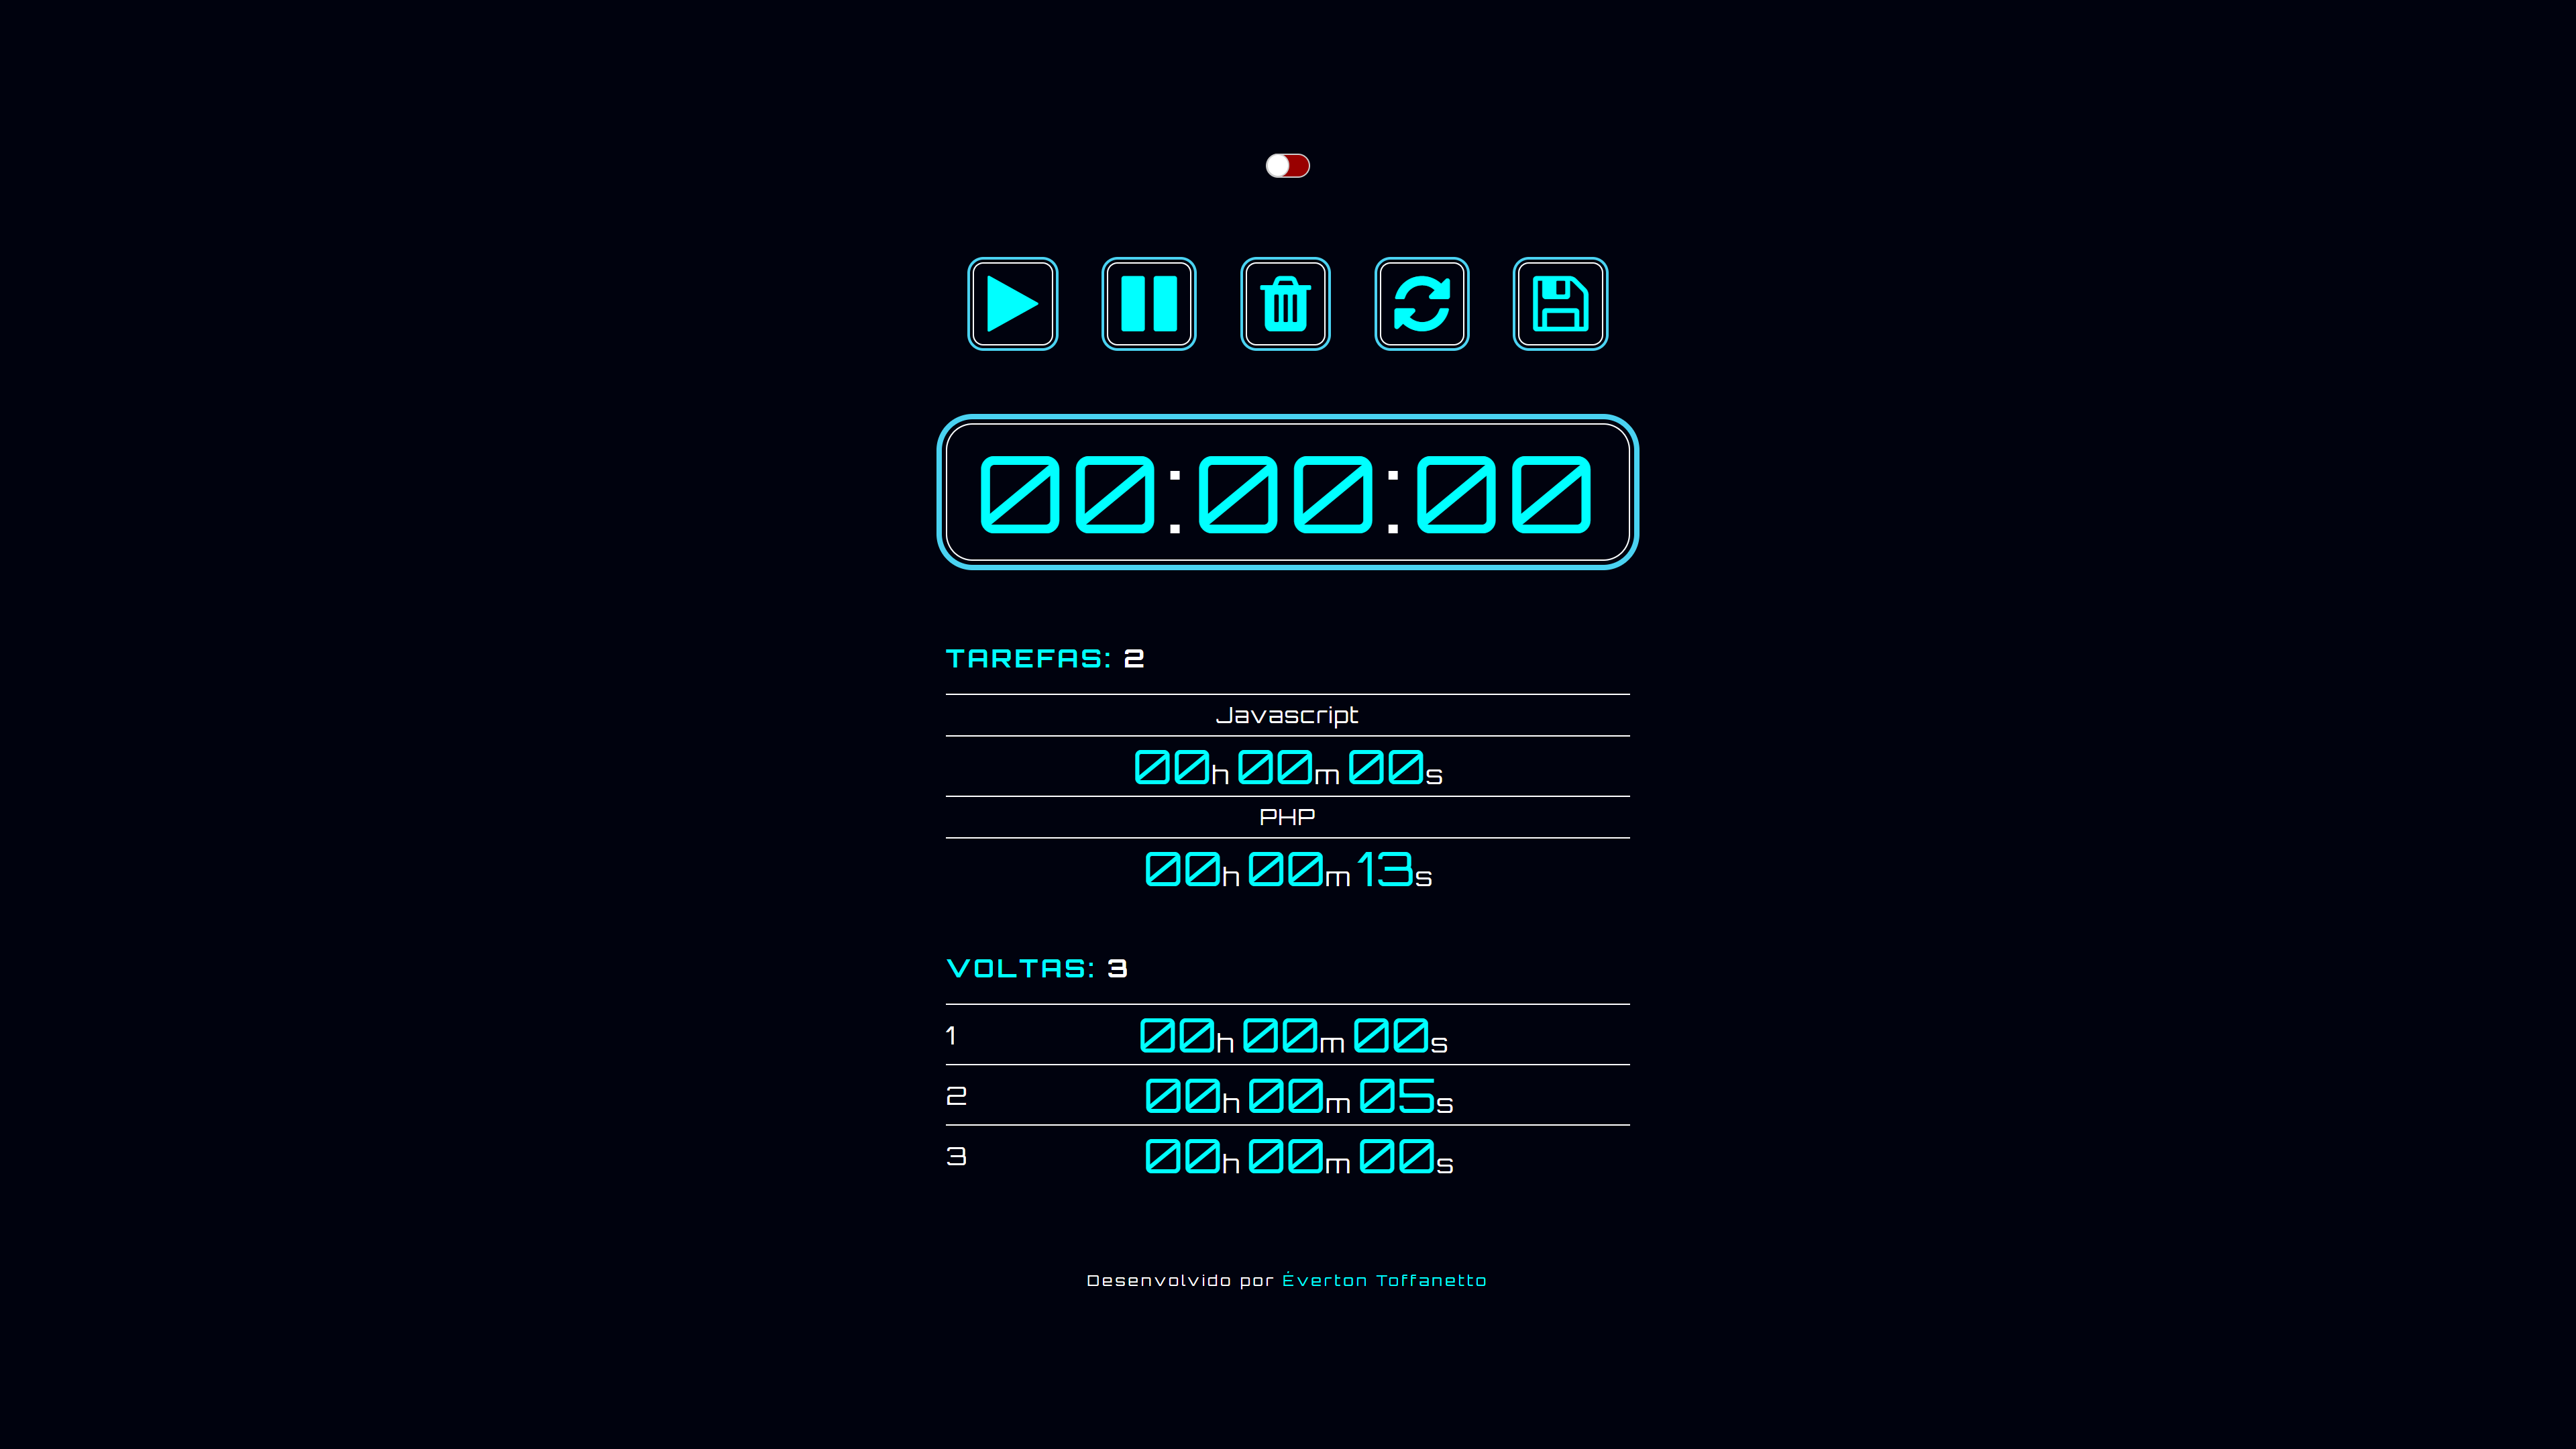 00:00:00
TAREFAS: 2
Javascript
00h 00m 00s
PHP
00h 00m 13s
VOLTAS: 3
1 00h 00m 00s
2 00h 00m 05s
3 00h 00m 00s
Desenvolvido por Éverton Toffanetto